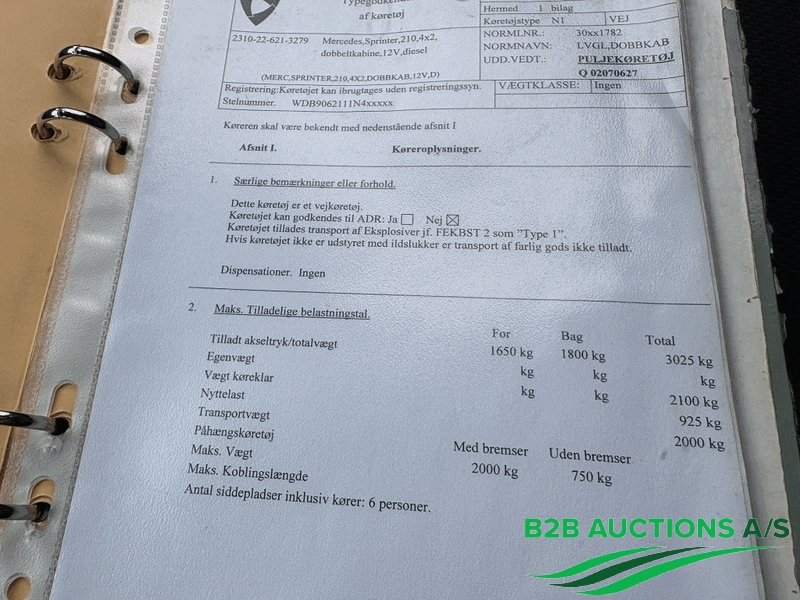 Typegodkendt
af køretøj
Hermed 1 bilag
Køretøjstype N1 VEJ
2310-22-621-3279 Mercedes,Sprinter,210,4x2,
dobbeltkabine,12V,diesel
(MERC,SPRINTER,210,4X2,DOBBKAB,12V,D)
NORMLNR.: 30xx1782
NORMNAVN: LVGL,DOBBKAB
UDD.VEDT.: PULJEKØRETØJ
Q 02070627
Registrering:Køretøjet kan ibrugtages uden registreringssyn.
VÆGTKLASSE: Ingen
Stelnummer. WDB9062111N4xxxxx
Køreren skal være bekendt med nedenstående afsnit I
Afsnit I. Køreroplysninger.
1. Særlige bemærkninger eller forhold.
Dette køretøj er et vejkøretøj.
Køretøjet kan godkendes til ADR: Ja ☐ Nej ☒
Køretøjet tillades transport af Eksplosiver jf. FEKBST 2 som ”Type 1”.
Hvis køretøjet ikke er udstyret med ildslukker er transport af farlig gods ikke tilladt.
Dispensationer. Ingen
2. Maks. Tilladelige belastningstal.
For Bag Total
Tilladt akseltryk/totalvægt 1650 kg 1800 kg 3025 kg
Egenvægt kg kg kg
Vægt køreklar kg kg 2100 kg
Nyttelast 925 kg
Transportvægt 2000 kg
Påhængskøretøj Med bremser Uden bremser
Maks. Vægt 2000 kg 750 kg
Maks. Koblingslængde
Antal siddepladser inklusiv kører: 6 personer.
B2B AUCTIONS A/S